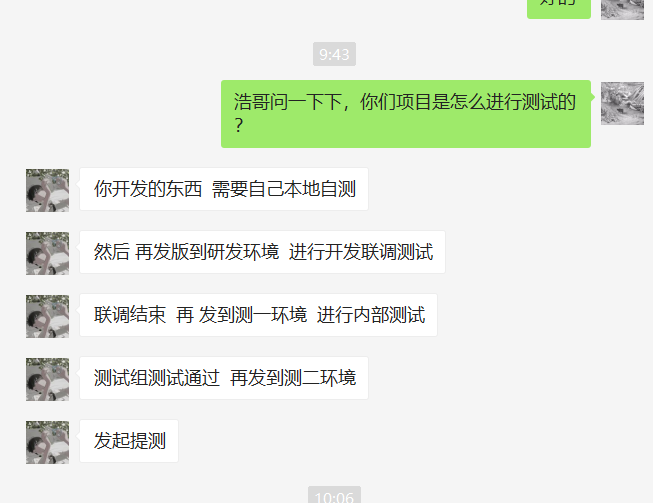 好的
9:43
浩哥问一下下，你们项目是怎么进行测试的
？
你开发的东西 需要自己本地自测
然后 再发版到研发环境 进行开发联调测试
联调结束 再 发到测一环境 进行内部测试
测试组测试通过 再发到测二环境
发起提测
10:06